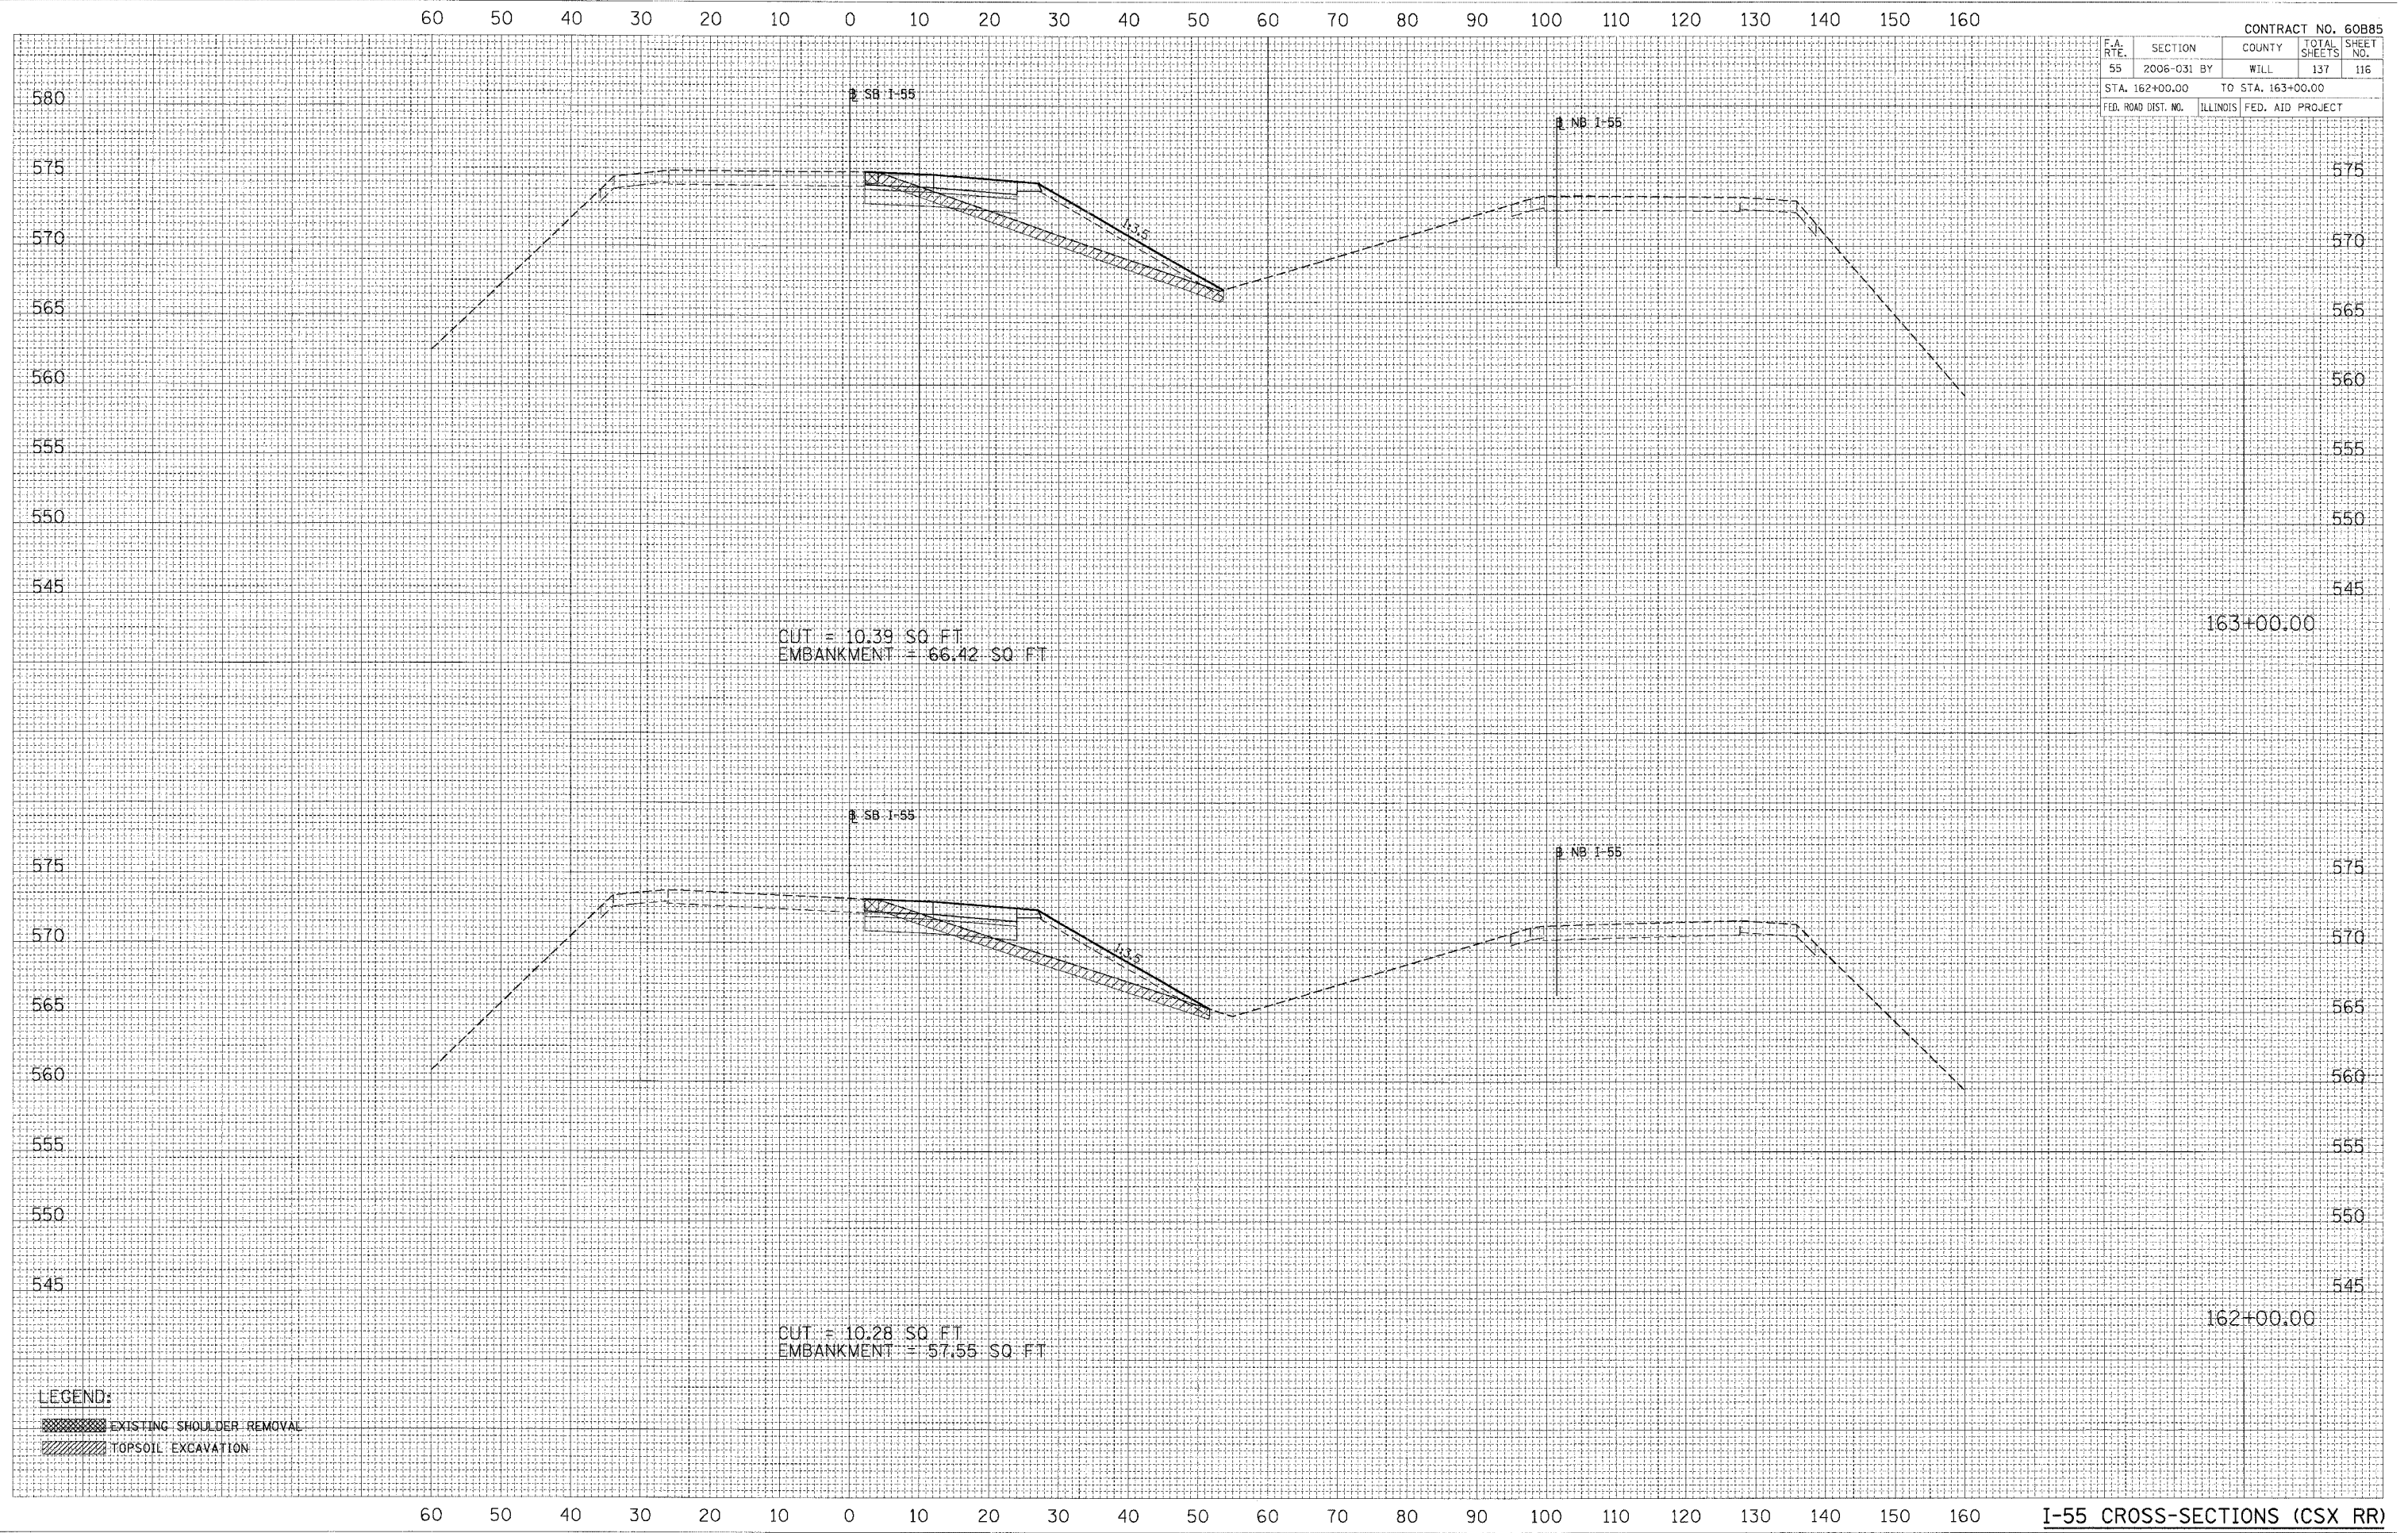 60 50 40 30 20 10 0 10 20 30 40 50 60 70 80 90 100 110 120 130 140 150 160
CONTRACT NO. 60B85
F.A. RTE. SECTION COUNTY TOTAL SHEETS SHEET NO.
55 2006-031 BY WILL 137 116
STA. 162+00.00 TO STA. 163+00.00
FED. ROAD DIST. NO. ILLINOIS FED. AID PROJECT
580
SB I-55
NB I-55
575 575
1:3.5
570 570
565 565
560 560
555 555
550 550
545 545
163+00.00
CUT = 10.39 SQ FT
EMBANKMENT = 66.42 SQ FT
SB I-55
NB I-55
575 575
570 570
1:3.5
565 565
560 560
555 555
550 550
545 545
162+00.00
CUT = 10.28 SQ FT
EMBANKMENT = 57.55 SQ FT
LEGEND:
EXISTING SHOULDER REMOVAL
TOPSOIL EXCAVATION
60 50 40 30 20 10 0 10 20 30 40 50 60 70 80 90 100 110 120 130 140 150 160
I-55 CROSS-SECTIONS (CSX RR)